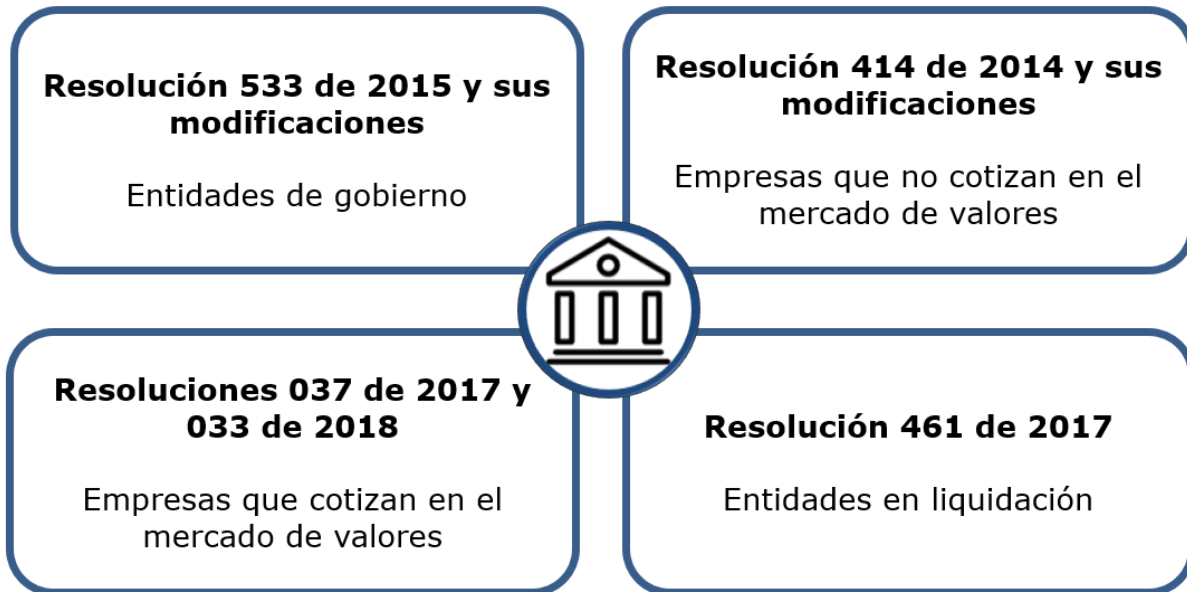 Resolución 533 de 2015 y sus
modificaciones
Entidades de gobierno
Resolución 414 de 2014 y sus
modificaciones
Empresas que no cotizan en el
mercado de valores
Resoluciones 037 de 2017 y
033 de 2018
Empresas que cotizan en el
mercado de valores
Resolución 461 de 2017
Entidades en liquidación